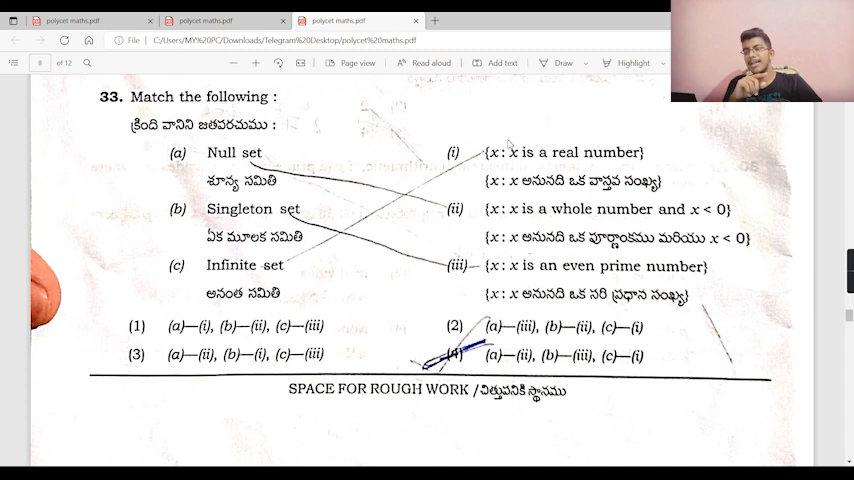 polycet maths.pdf
polycet maths.pdf
polycet maths.pdf
File
C:/Users/MY%20PC/Downloads/Telegram%20Desktop/polycet%20maths.pdf
8 of 12
Page view
Read aloud
Add text
Draw
Highlight
33. Match the following :
క్రింది వానిని జతపరచుము :
(a) Null set
(i) {x : x is a real number}
శూన్య సమితి
{x : x అనునది ఒక వాస్తవ సంఖ్య}
(b) Singleton set
(ii) {x : x is a whole number and x < 0}
ఏక మూలక సమితి
{x : x అనునది ఒక పూర్ణాంకము మరియు x < 0}
(c) Infinite set
(iii) {x : x is an even prime number}
అనంత సమితి
{x : x అనునది ఒక సరి ప్రధాన సంఖ్య}
(1) (a)—(i), (b)—(ii), (c)—(iii)
(2) (a)—(iii), (b)—(ii), (c)—(i)
(3) (a)—(ii), (b)—(i), (c)—(iii)
(4) (a)—(ii), (b)—(iii), (c)—(i)
SPACE FOR ROUGH WORK / చిత్తుపనికి స్థానము